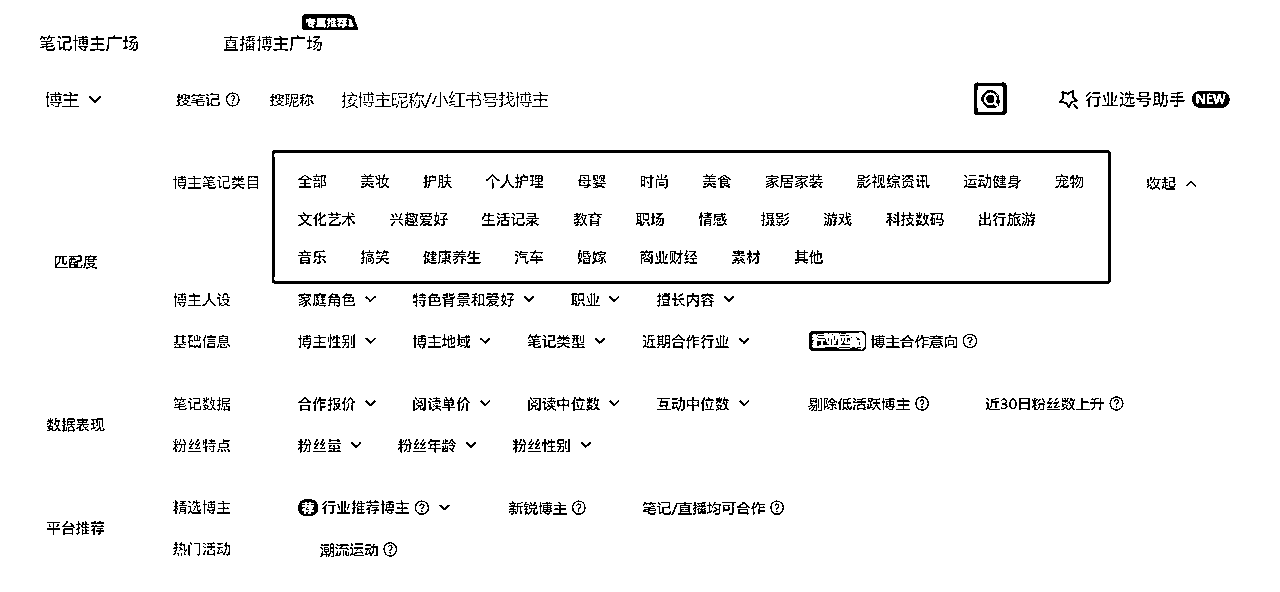 专属推荐
笔记博主广场 直播博主广场
博主 搜笔记 搜昵称 按博主昵称/小红书号找博主 行业选号助手 NEW
博主笔记类目 全部 美妆 护肤 个人护理 母婴 时尚 美食 家居家装 影视综资讯 运动健身 宠物 收起
文化艺术 兴趣爱好 生活记录 教育 职场 情感 摄影 游戏 科技数码 出行旅游
音乐 搞笑 健康养生 汽车 婚嫁 商业财经 素材 其他
匹配度
博主人设 家庭角色 特色背景和爱好 职业 擅长内容
基础信息 博主性别 博主地域 笔记类型 近期合作行业 博主合作意向
笔记数据 合作报价 阅读单价 阅读中位数 互动中位数 剔除低活跃博主 近30日粉丝数上升
数据表现
粉丝特点 粉丝量 粉丝年龄 粉丝性别
精选博主 荐 行业推荐博主 新锐博主 笔记/直播均可合作
平台推荐
热门活动 潮流运动